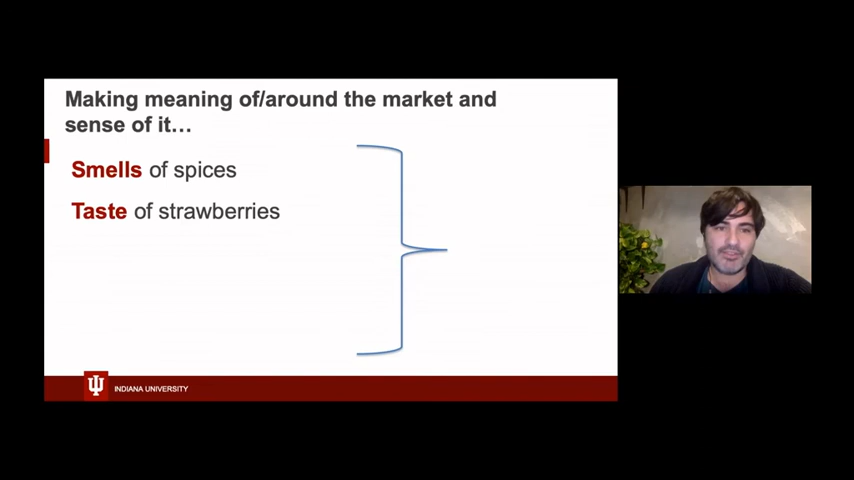 Making meaning of/around the market and
sense of it…
Smells of spices
Taste of strawberries
INDIANA UNIVERSITY